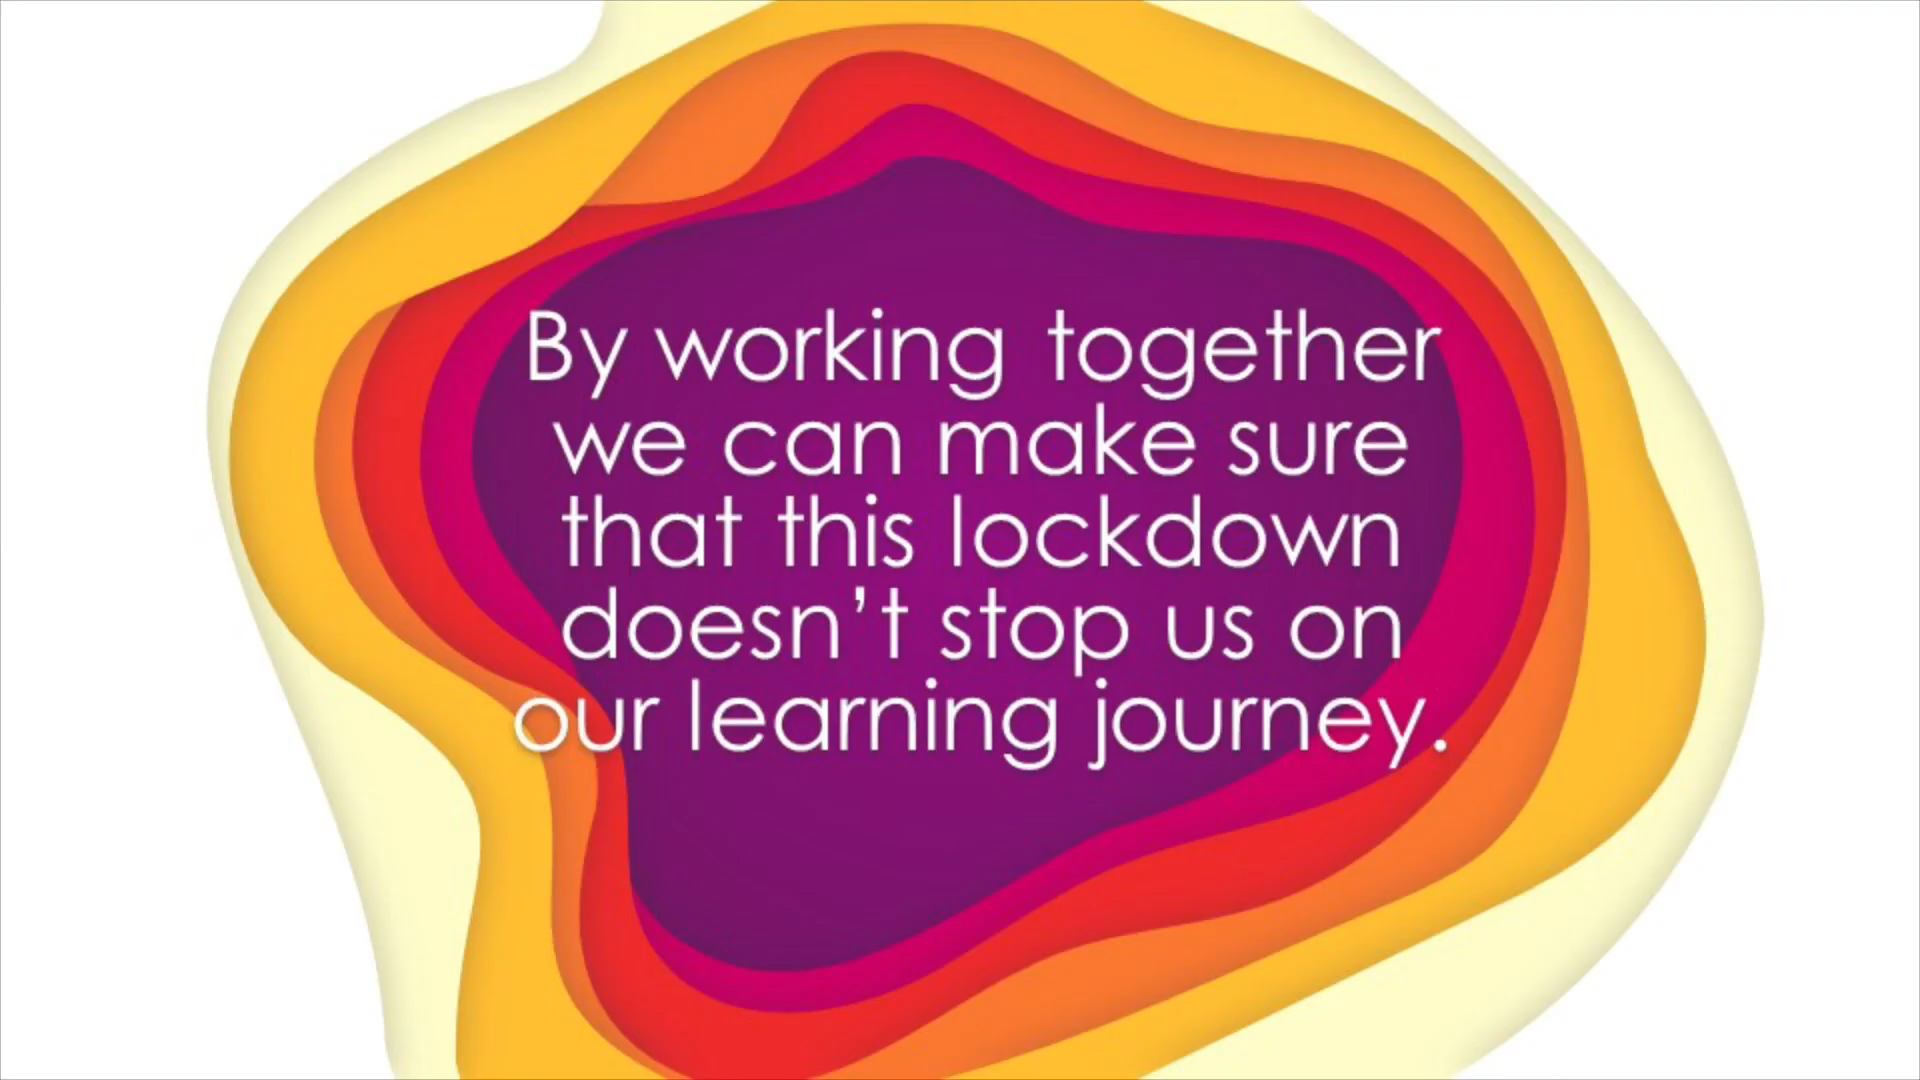 By working together
we can make sure
that this lockdown
doesn’t stop us on
our learning journey.